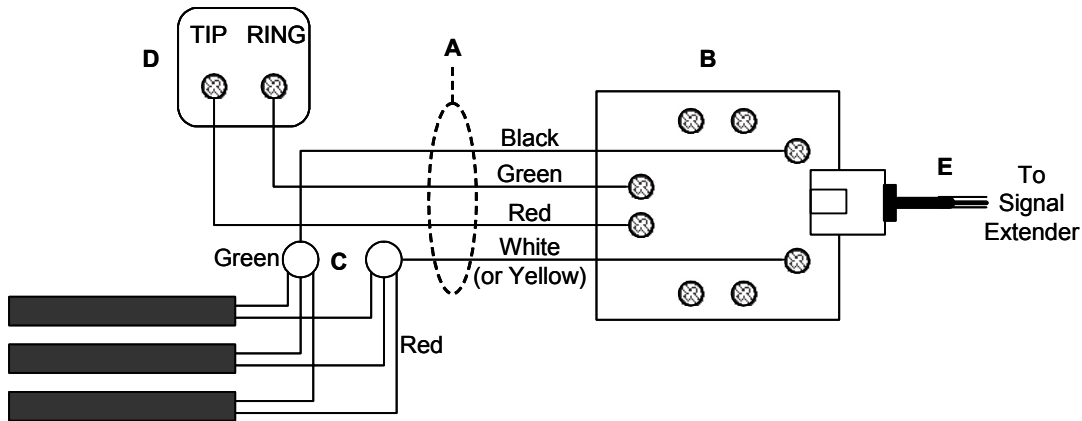 TIP RING
D
A
B
Black
Green
Red
White
(or Yellow)
E
To
Signal
Extender
Green
C
Red